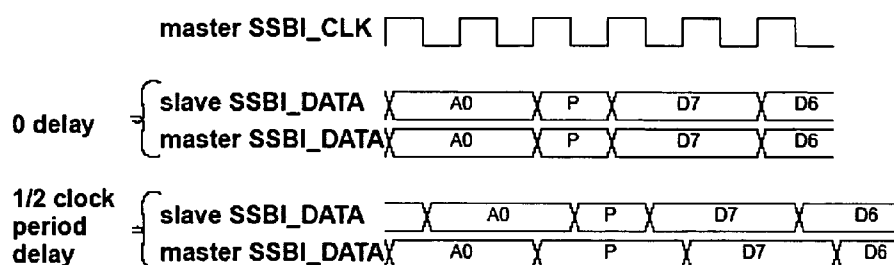 master SSBI_CLK
0 delay
slave SSBI_DATA A0 P D7 D6
master SSBI_DATA A0 P D7 D6
1/2 clock period delay
slave SSBI_DATA A0 P D7 D6
master SSBI_DATA A0 P D7 D6